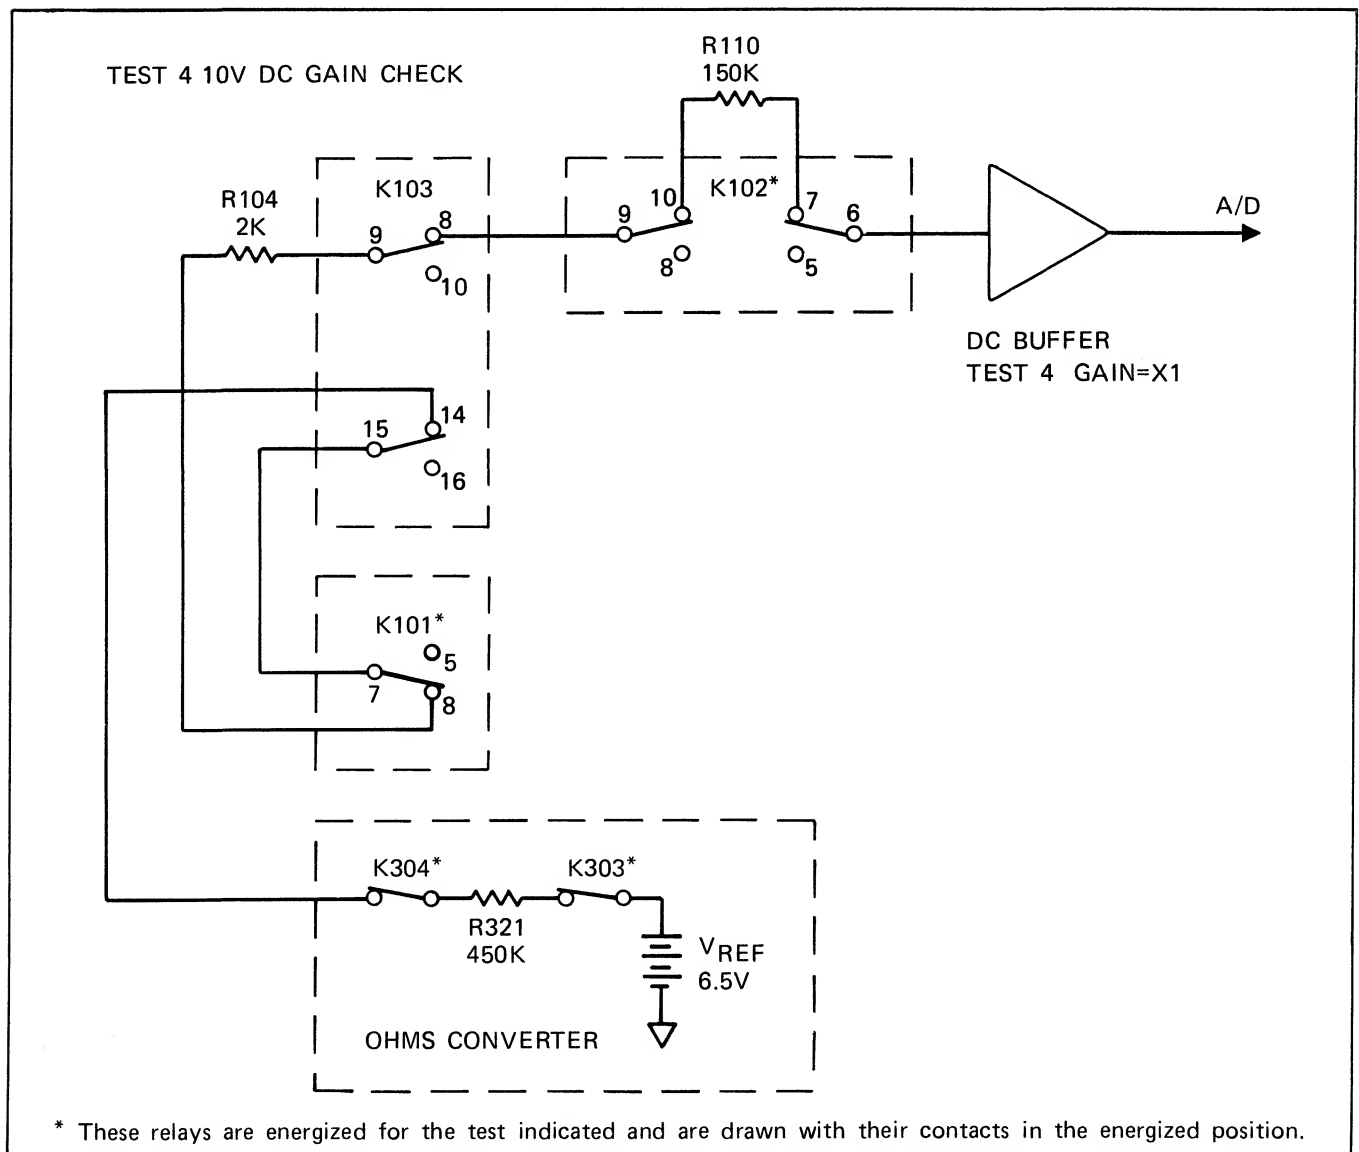 TEST 4 10V DC GAIN CHECK
R110
150K
R104
2K
K103
9
8
10
K102*
9
10
8
7
5
6
A/D
DC BUFFER
TEST 4 GAIN=X1
15
14
16
K101*
5
7
8
K304*
R321
450K
K303*
VREF
6.5V
OHMS CONVERTER
* These relays are energized for the test indicated and are drawn with their contacts in the energized position.